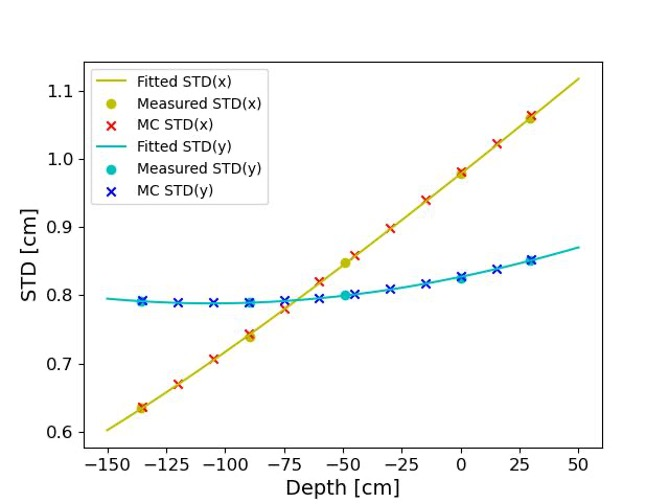 Fitted STD(x)
Measured STD(x)
MC STD(x)
Fitted STD(y)
Measured STD(y)
MC STD(y)
1.1
1.0
0.9
0.8
0.7
0.6
STD [cm]
−150 −125 −100 −75 −50 −25 0 25 50
Depth [cm]